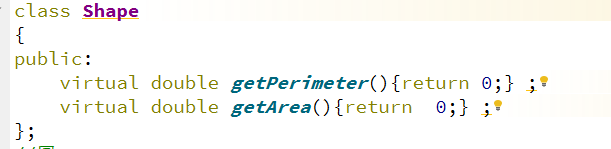 class Shape
{
public:
    virtual double getPerimeter(){return 0;} ;
    virtual double getArea(){return  0;} ;
};